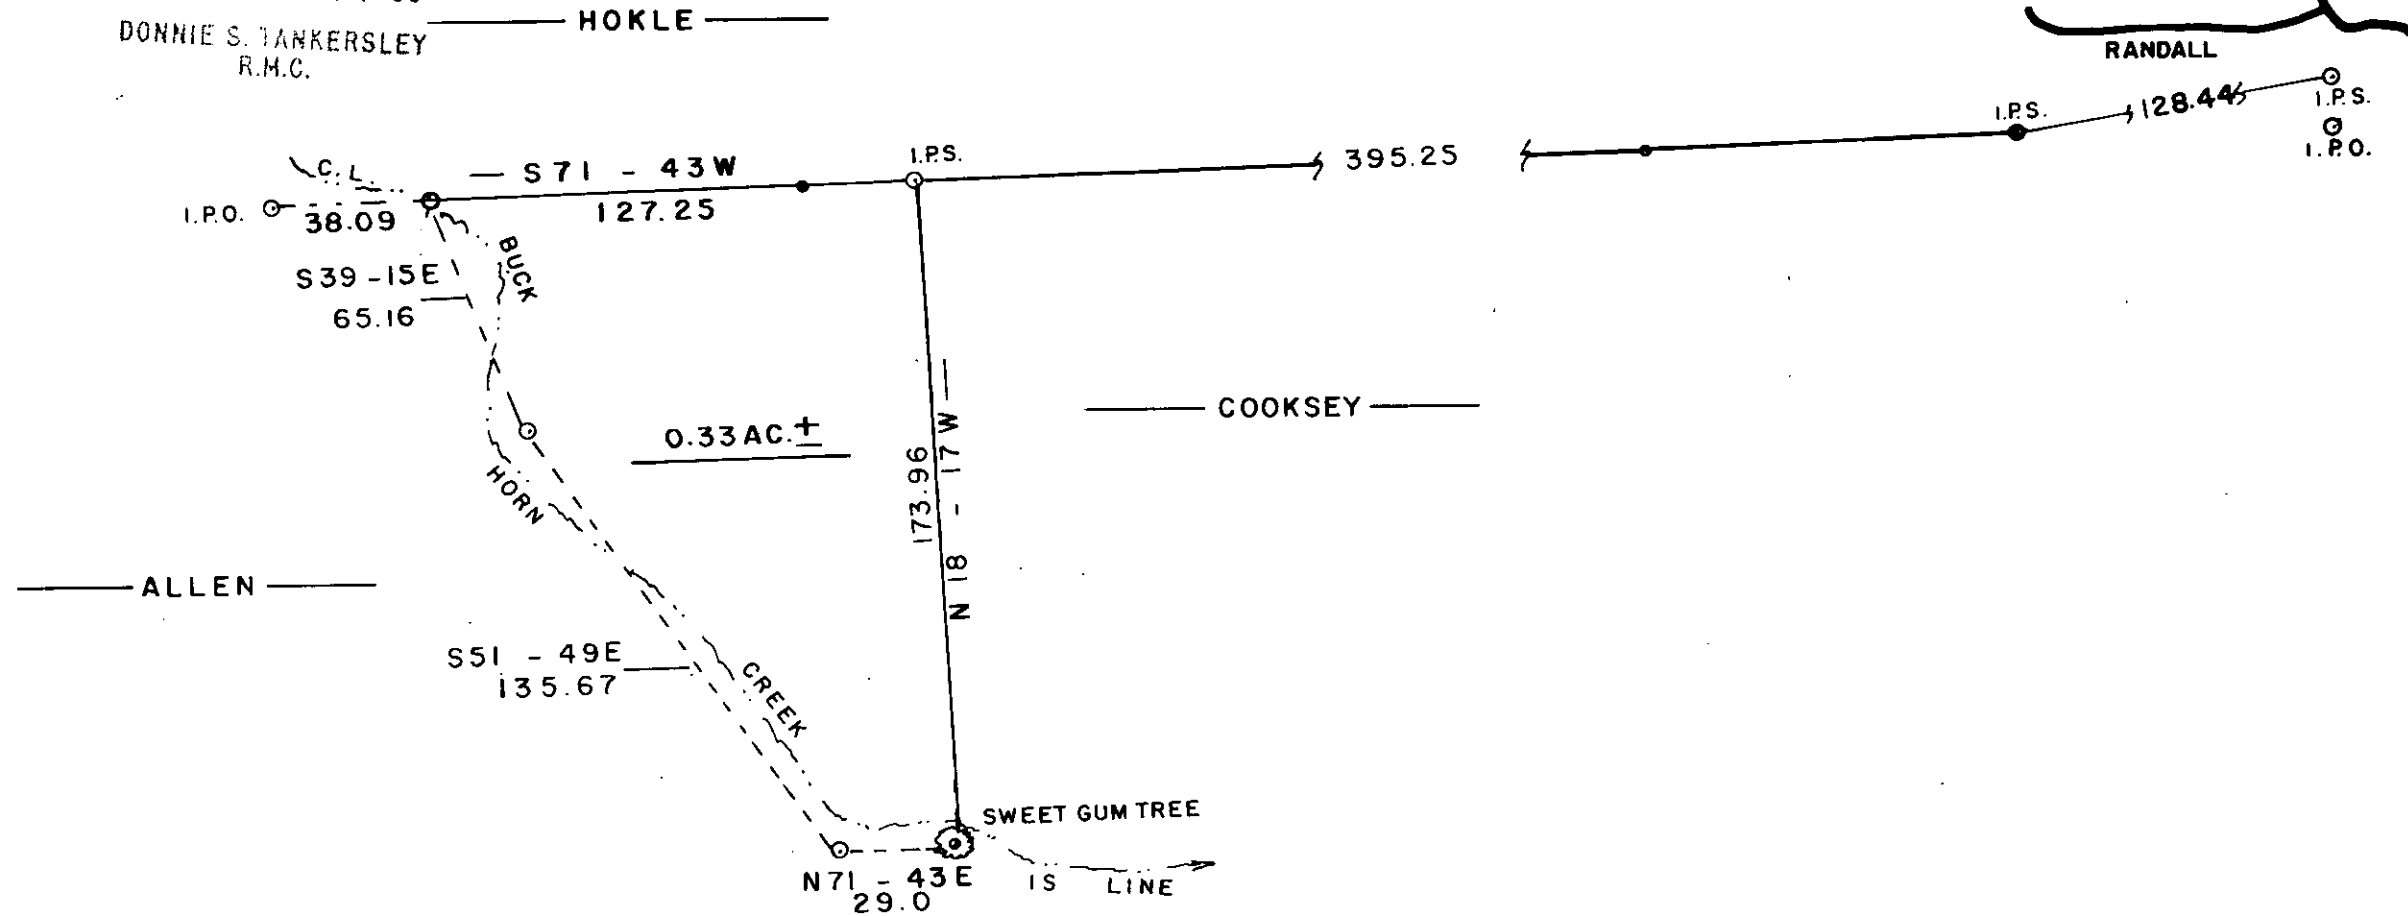 HOKLE
DONNIE S. TANKERSLEY
R.M.C.
RANDALL
I.P.S.
128.44
I.P.S.
I.P.O.
I.P.S.
395.25
C. L.
S 71 - 43 W
127.25
I.P.O.
38.09
BUCK
S39-15E
65.16
COOKSEY
0.33 AC. ±
173.96
N 18 - 17 W
HORN
ALLEN
S51 - 49E
135.67
CREEK
SWEET GUM TREE
N71 - 43E
29.0
IS LINE